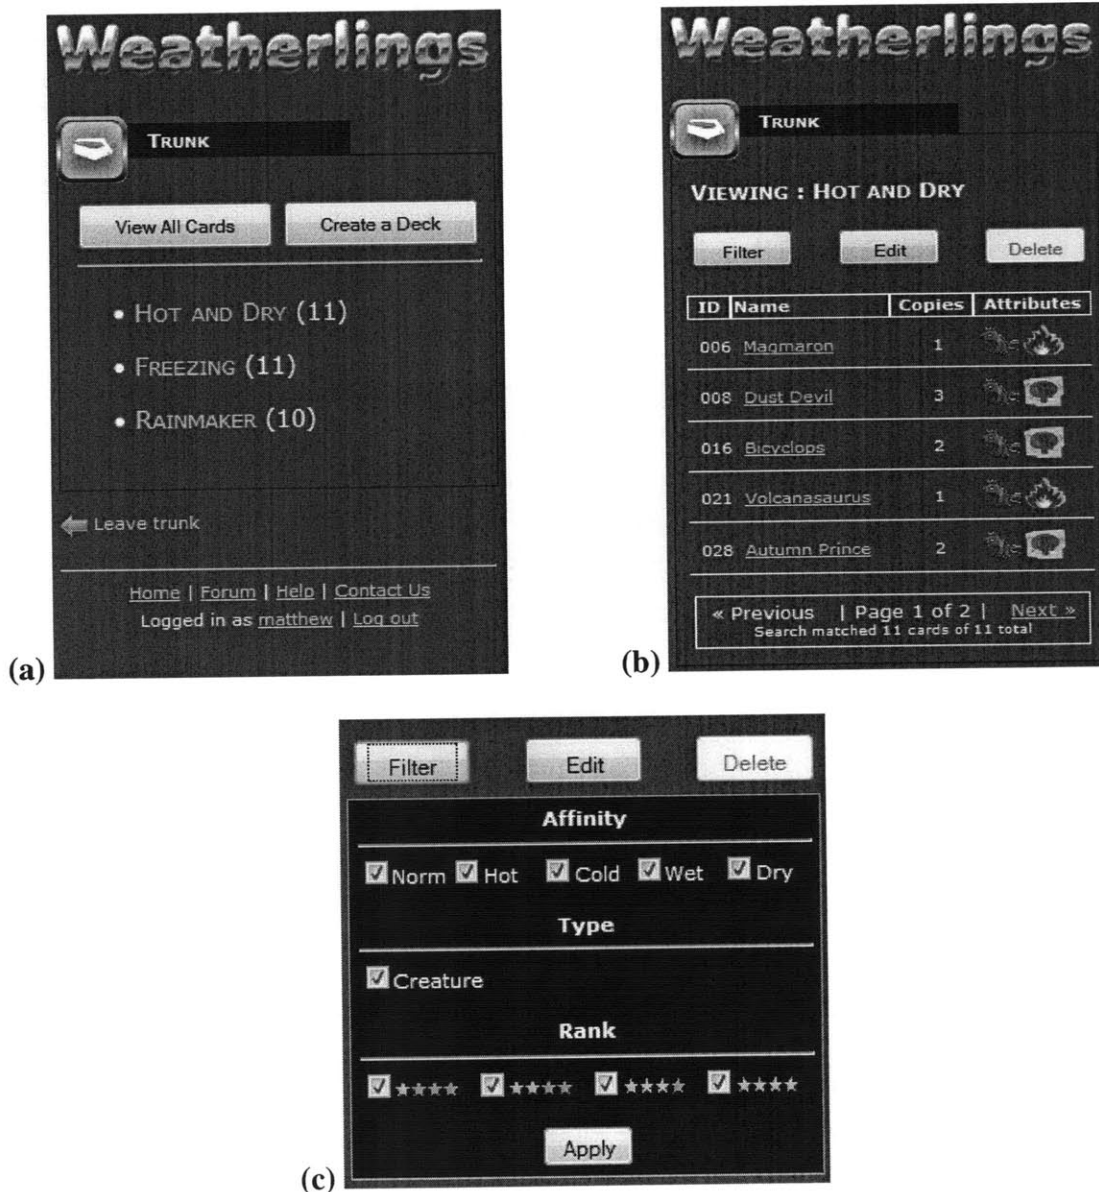 Weatherlings
TRUNK
View All Cards Create a Deck
• HOT AND DRY (11)
• FREEZING (11)
• RAINMAKER (10)
Leave trunk
Home | Forum | Help | Contact Us
Logged in as matthew | Log out
(a)
Weatherlings
TRUNK
VIEWING : HOT AND DRY
Filter Edit Delete
ID Name Copies Attributes
006 Magmaron 1
008 Dust Devil 3
016 Bicyclops 2
021 Volcanasaurus 1
028 Autumn Prince 2
« Previous | Page 1 of 2 | Next »
Search matched 11 cards of 11 total
(b)
Filter Edit Delete
Affinity
Norm Hot Cold Wet Dry
Type
Creature
Rank
Apply
(c)